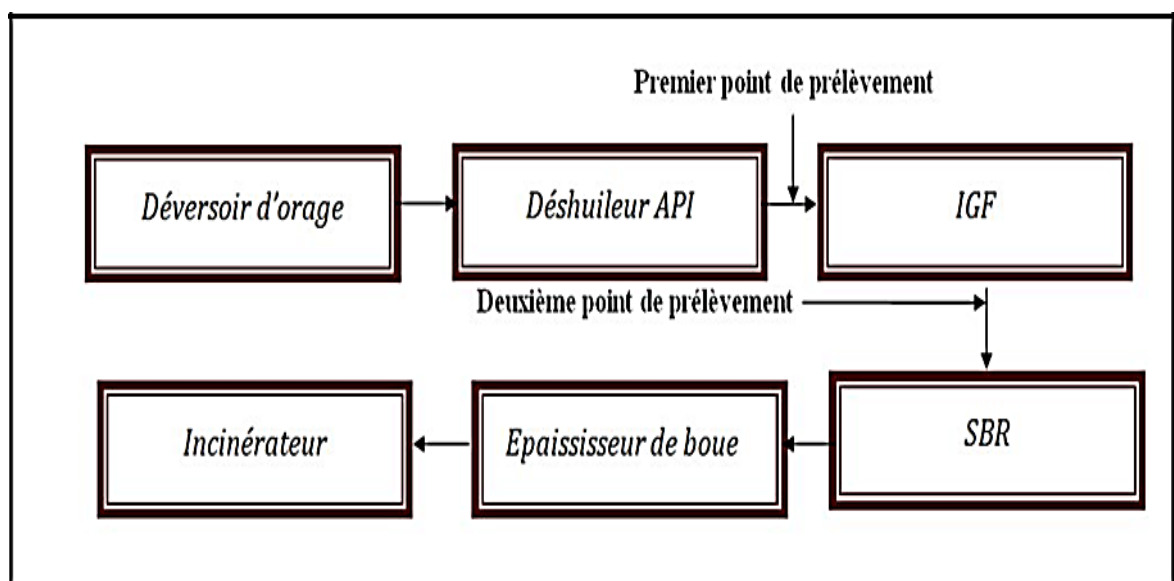 Premier point de prélèvement
Déversoir d'orage
Déshuileur API
IGF
Deuxième point de prélèvement
Incinérateur
Epaississeur de boue
SBR